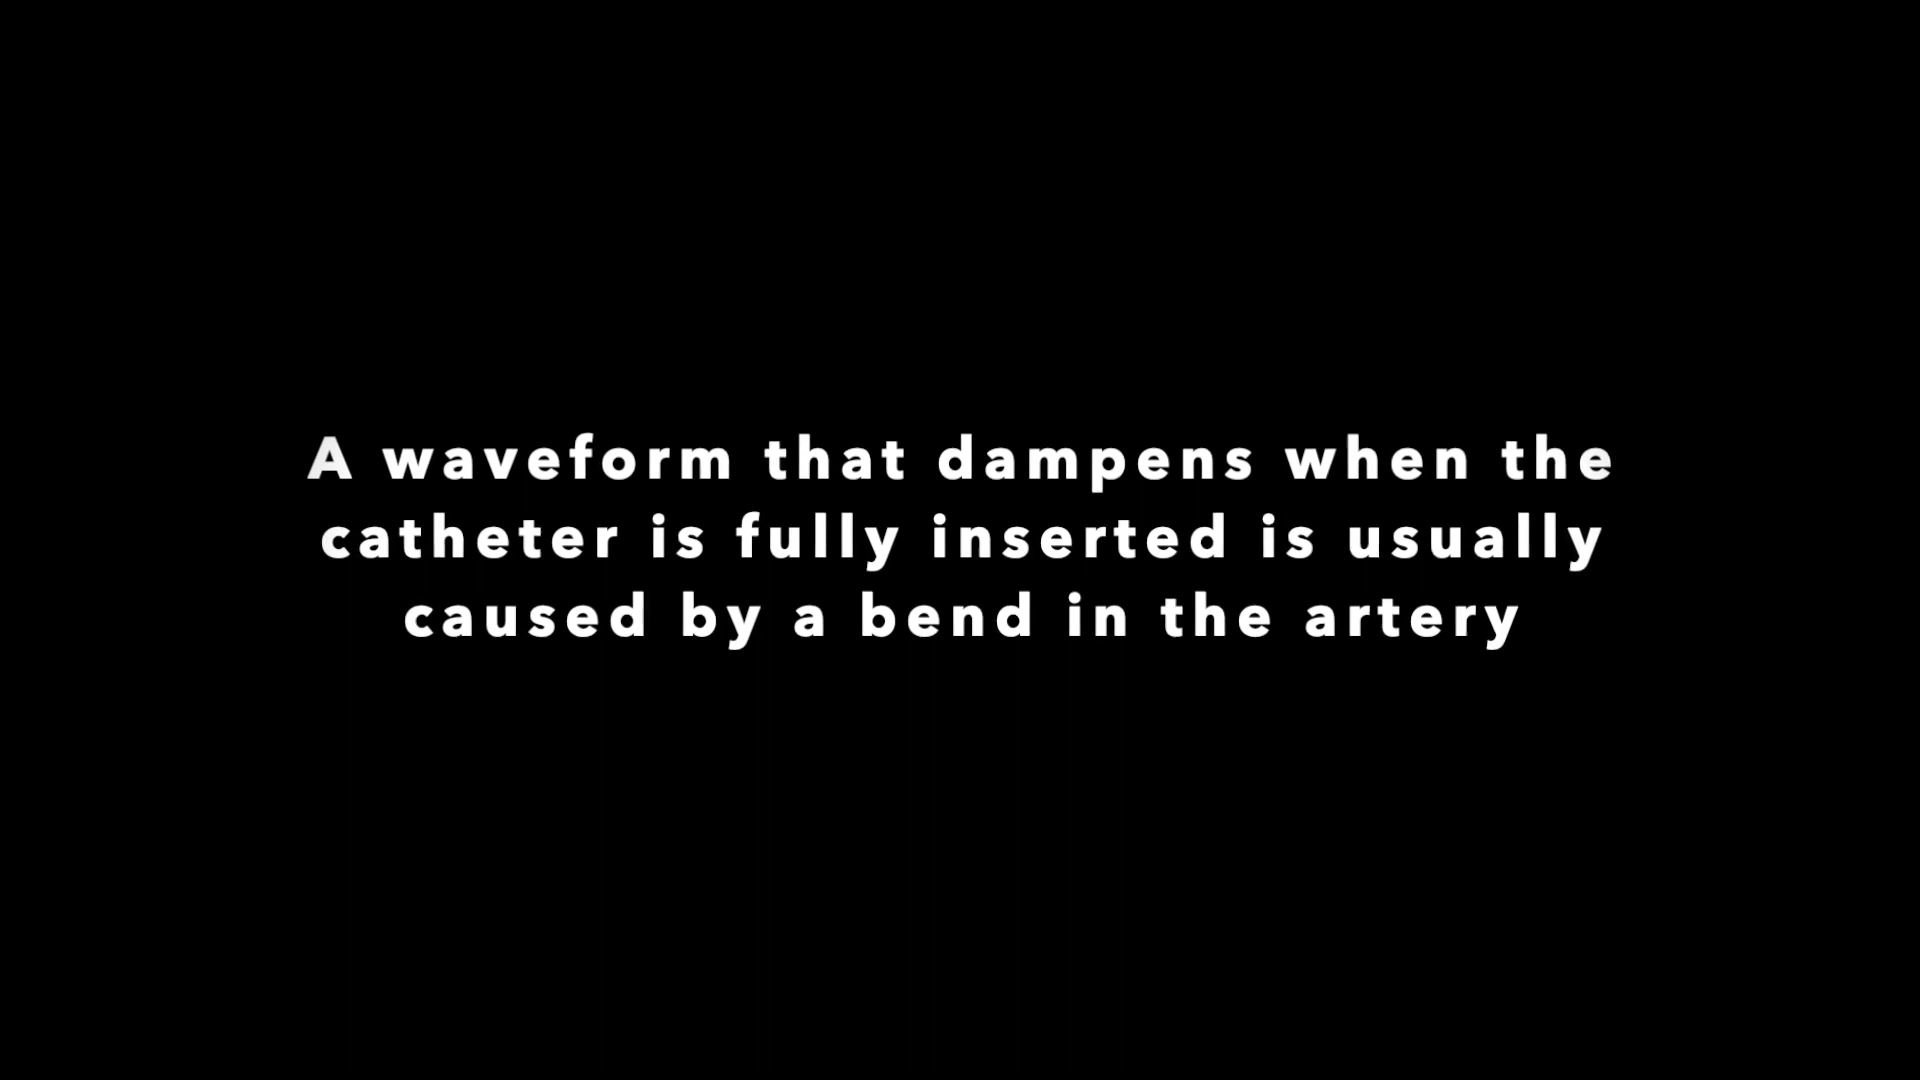 A waveform that dampens when the
catheter is fully inserted is usually
caused by a bend in the artery